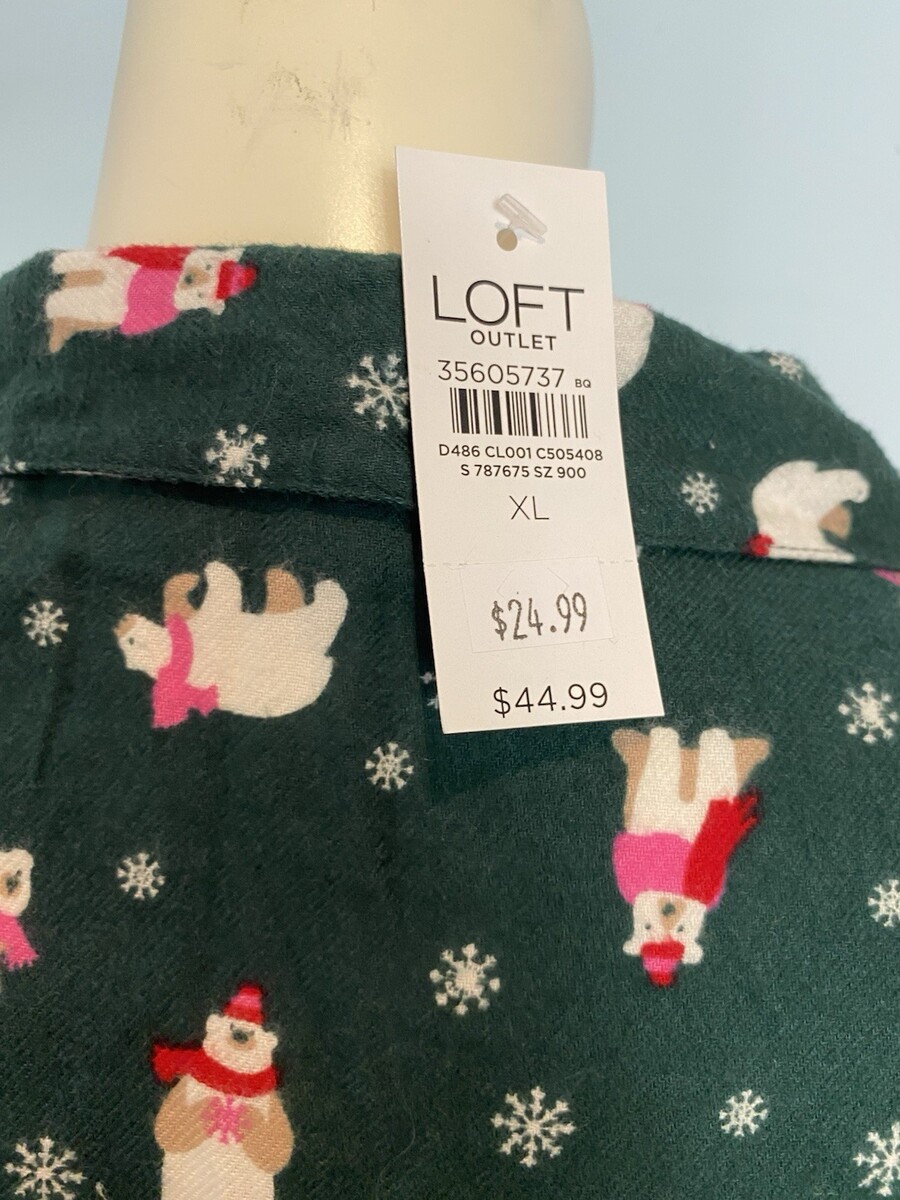 LOFT
OUTLET
35605737 BQ
D486 CL001 C505408
S 787675 SZ 900
XL
$24.99
$44.99